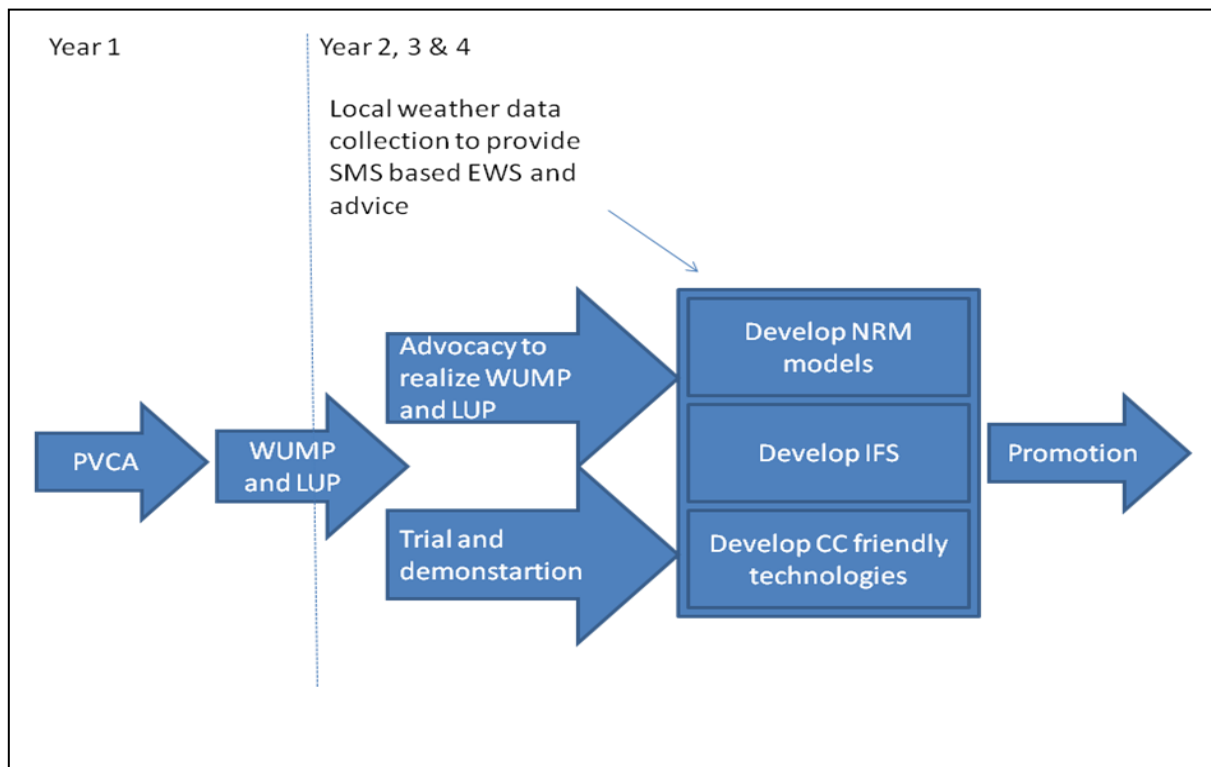 Year 1
Year 2, 3 & 4
Local weather data
collection to provide
SMS based EWS and
advice
PVCA
WUMP
and LUP
Advocacy to
realize WUMP
and LUP
Trial and
demonstartion
Develop NRM
models
Develop IFS
Develop CC friendly
technologies
Promotion